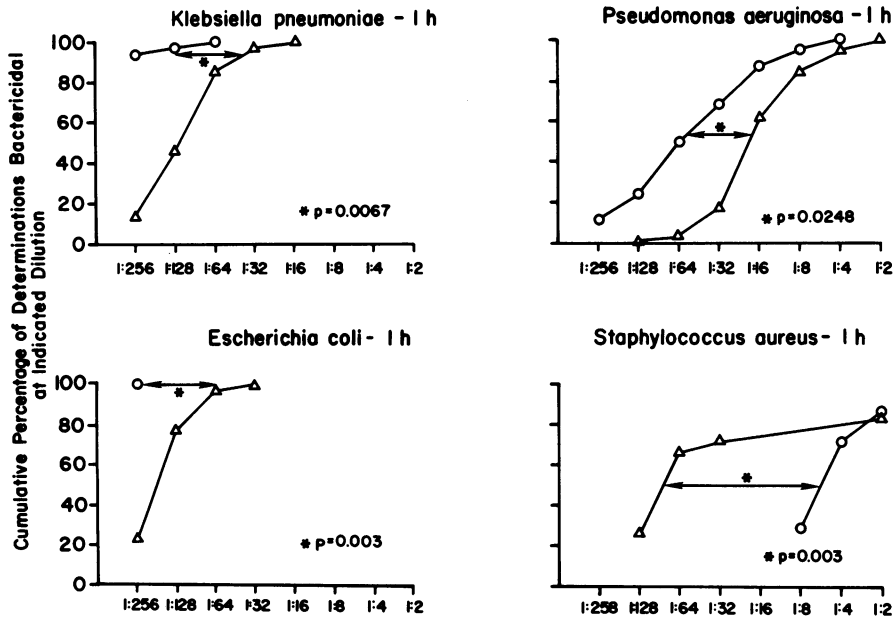 Cumulative Percentage of Determinations Bactericidal
at Indicated Dilution
Klebsiella pneumoniae - 1 h
100
80
60
40
20
0
* 
* p=0.0067
1:256 1:128 1:64 1:32 1:16 1:8 1:4 1:2
Pseudomonas aeruginosa - 1 h
*
* p=0.0248
1:256 1:128 1:64 1:32 1:16 1:8 1:4 1:2
Escherichia coli - 1 h
100
80
60
40
20
0
*
* p=0.003
1:256 1:128 1:64 1:32 1:16 1:8 1:4 1:2
Staphylococcus aureus - 1 h
*
* p=0.003
1:258 1:128 1:64 1:32 1:16 1:8 1:4 1:2